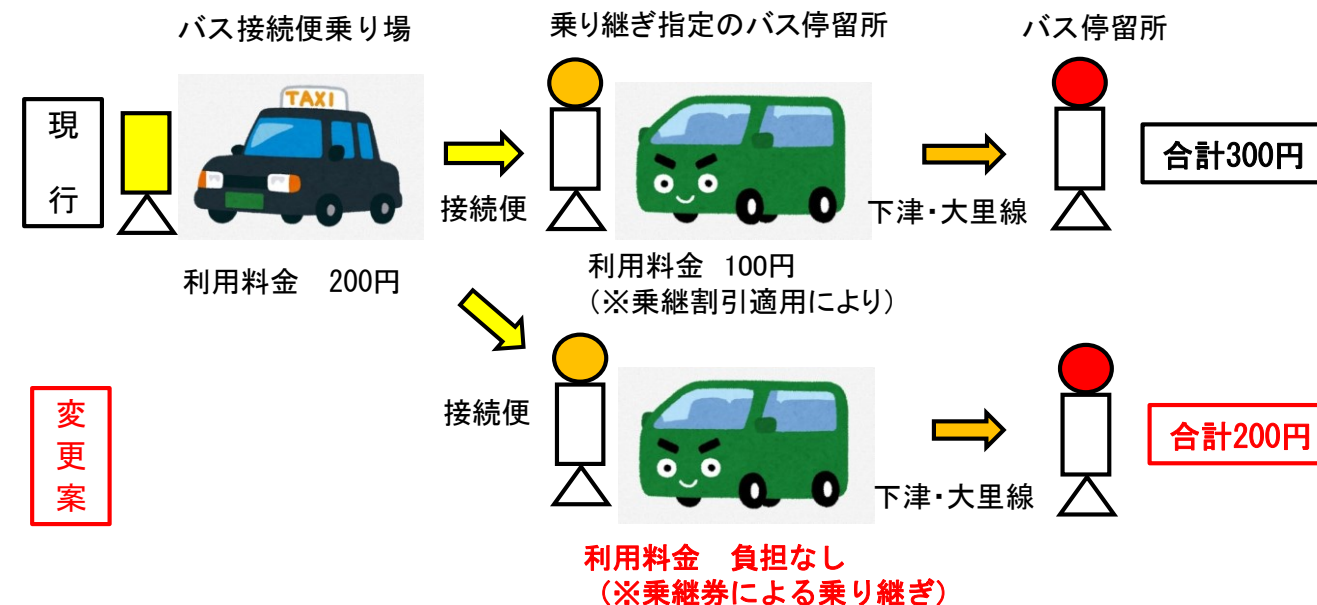 バス接続便乗り場
乗り継ぎ指定のバス停留所
バス停留所
現行
TAXI
接続便
下津・大里線
合計300円
利用料金　200円
利用料金　100円
（※乗継割引適用により）
変更案
接続便
下津・大里線
合計200円
利用料金　負担なし
（※乗継券による乗り継ぎ）